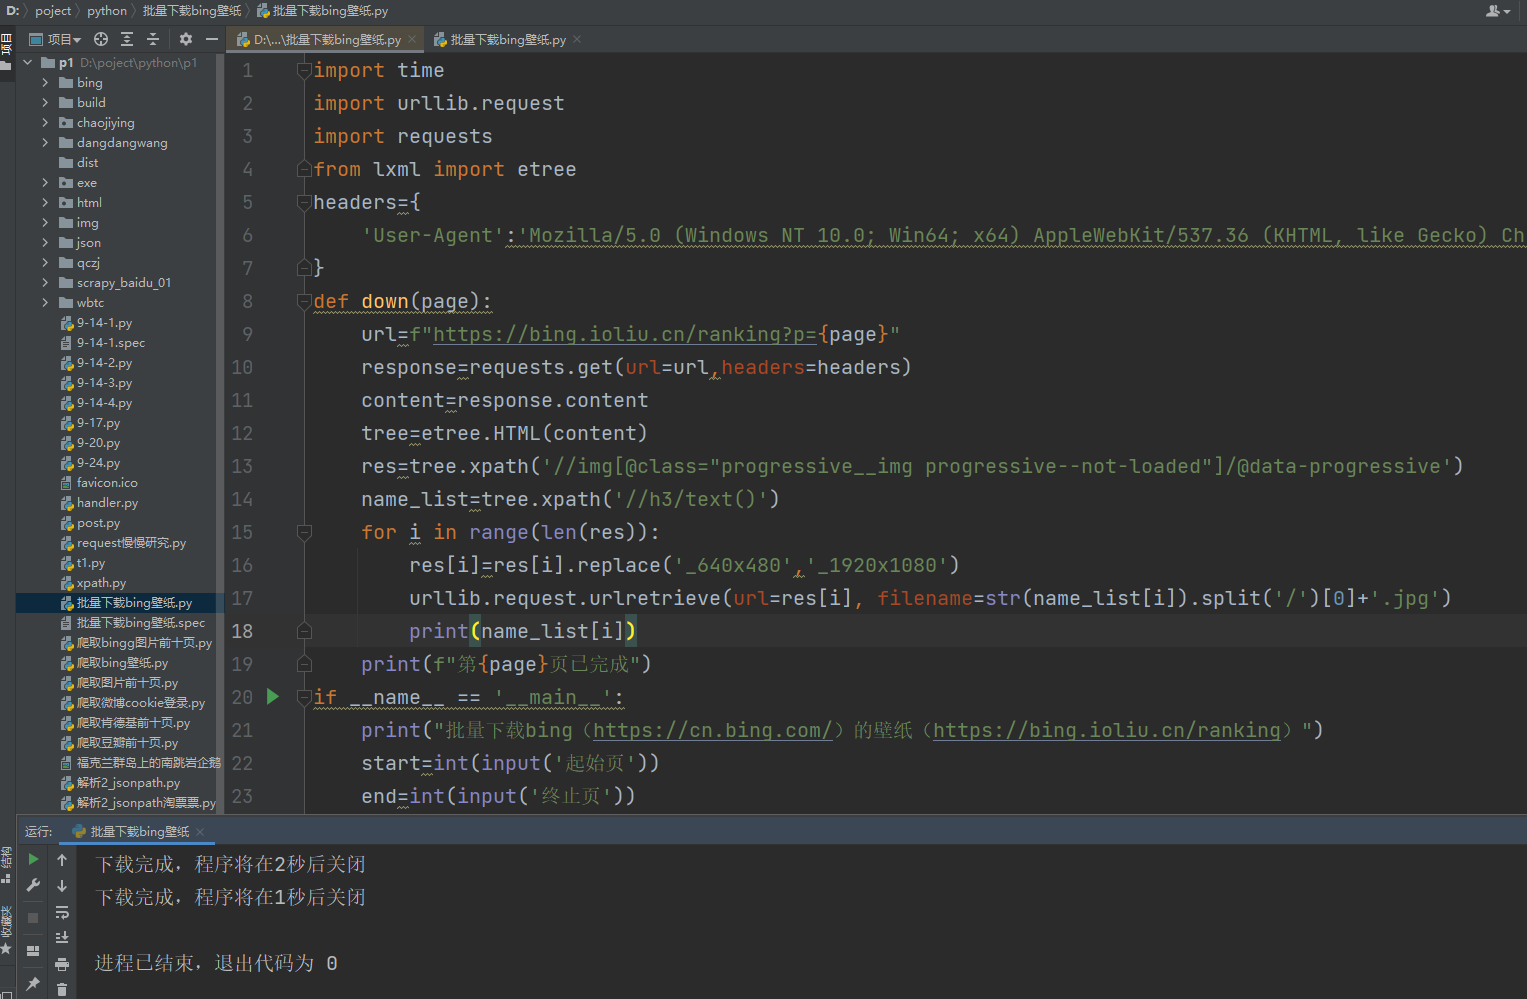 D: poject python 批量下载bing壁纸 批量下载bing壁纸.py
项目 D:\...\批量下载bing壁纸.py 批量下载bing壁纸.py
项目
p1 D:\poject\python\p1
bing
build
chaojiying
dangdangwang
dist
exe
html
img
json
qczj
scrapy_baidu_01
wbtc
9-14-1.py
9-14-1.spec
9-14-2.py
9-14-3.py
9-14-4.py
9-17.py
9-20.py
9-24.py
favicon.ico
handler.py
post.py
request慢慢研究.py
t1.py
xpath.py
批量下载bing壁纸.py
批量下载bing壁纸.spec
爬取bingg图片前十页.py
爬取bing壁纸.py
爬取图片前十页.py
爬取微博cookie登录.py
爬取肯德基前十页.py
爬取豆瓣前十页.py
福克兰群岛上的南跳岩企鹅
解析2_jsonpath.py
解析2_jsonpath淘票票.py
1 import time
2 import urllib.request
3 import requests
4 from lxml import etree
5 headers={
6 'User-Agent':'Mozilla/5.0 (Windows NT 10.0; Win64; x64) AppleWebKit/537.36 (KHTML, like Gecko) Ch
7 }
8 def down(page):
9 url=f"https://bing.ioliu.cn/ranking?p={page}"
10 response=requests.get(url=url,headers=headers)
11 content=response.content
12 tree=etree.HTML(content)
13 res=tree.xpath('//img[@class="progressive__img progressive--not-loaded"]/@data-progressive')
14 name_list=tree.xpath('//h3/text()')
15 for i in range(len(res)):
16 res[i]=res[i].replace('_640x480','_1920x1080')
17 urllib.request.urlretrieve(url=res[i], filename=str(name_list[i]).split('/')[0]+'.jpg')
18 print(name_list[i])
19 print(f"第{page}页已完成")
20 if __name__ == '__main__':
21 print("批量下载bing（https://cn.bing.com/）的壁纸（https://bing.ioliu.cn/ranking）")
22 start=int(input('起始页'))
23 end=int(input('终止页'))
运行: 批量下载bing壁纸
结构
收藏夹
下载完成，程序将在2秒后关闭
下载完成，程序将在1秒后关闭
进程已结束，退出代码为 0